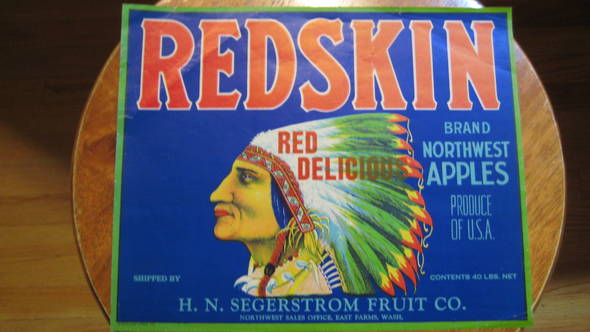 REDSKIN
BRAND
NORTHWEST
APPLES
RED
DELICIOUS
PRODUCE
OF U.S.A.
SHIPPED BY
CONTENTS 40 LBS. NET
H. N. SEGERSTROM FRUIT CO.
NORTHWEST SALES OFFICE, EAST FARMS, WASH.